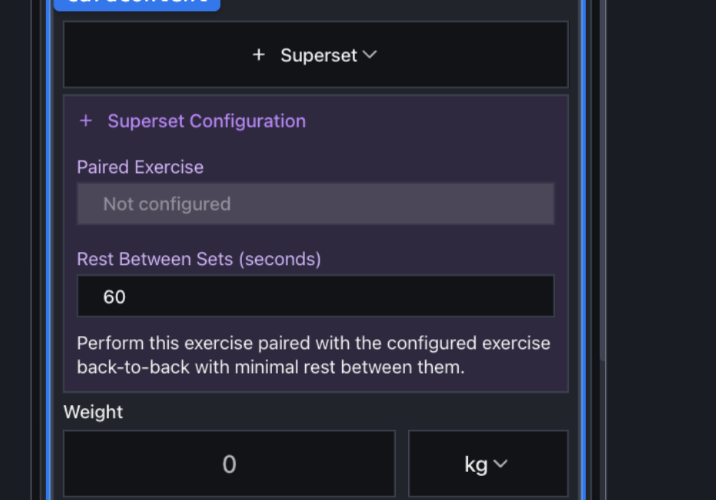 + Superset
+ Superset Configuration
Paired Exercise
Not configured
Rest Between Sets (seconds)
60
Perform this exercise paired with the configured exercise
back-to-back with minimal rest between them.
Weight
0 kg